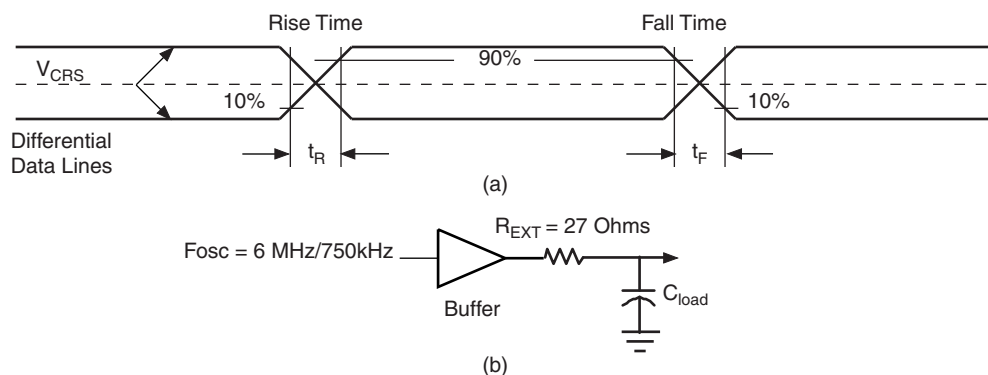 Rise Time
Fall Time
V_CRS
90%
10%
10%
Differential
Data Lines
t_R
t_F
(a)
R_EXT = 27 Ohms
Fosc = 6 MHz/750kHz
Buffer
C_load
(b)